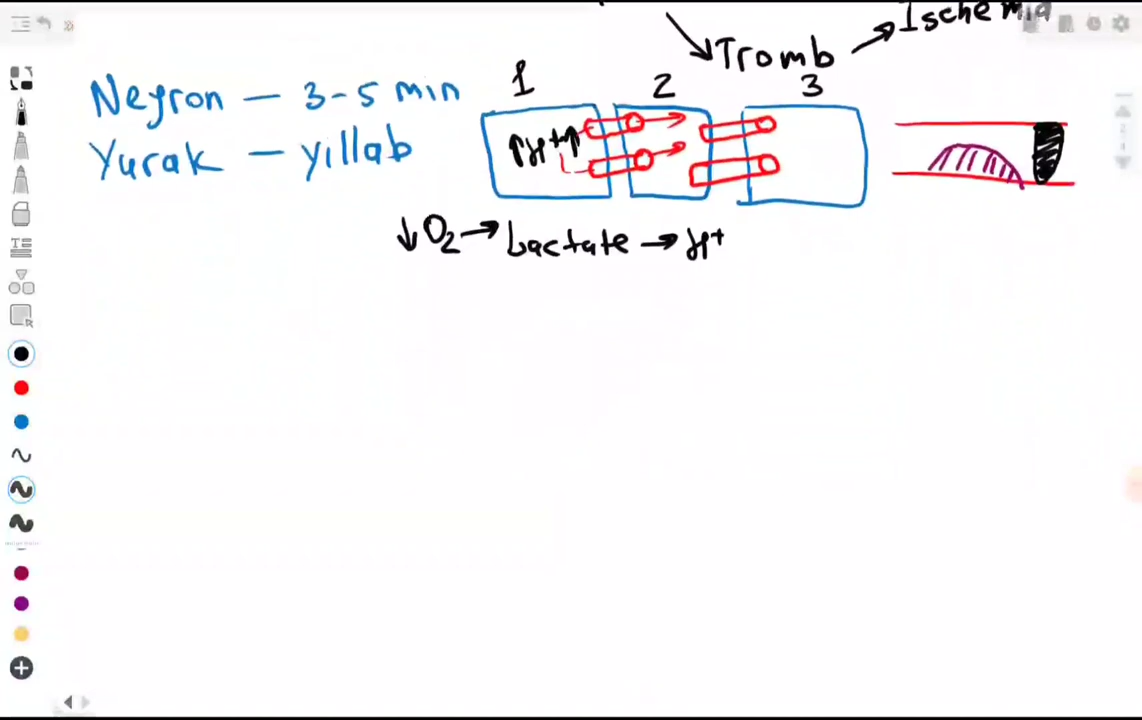 Ischemia
Tromb
1 2 3
Neyron – 3-5 min
Yurak – yillab
↑H+↑
↓O2 → Lactate → H+